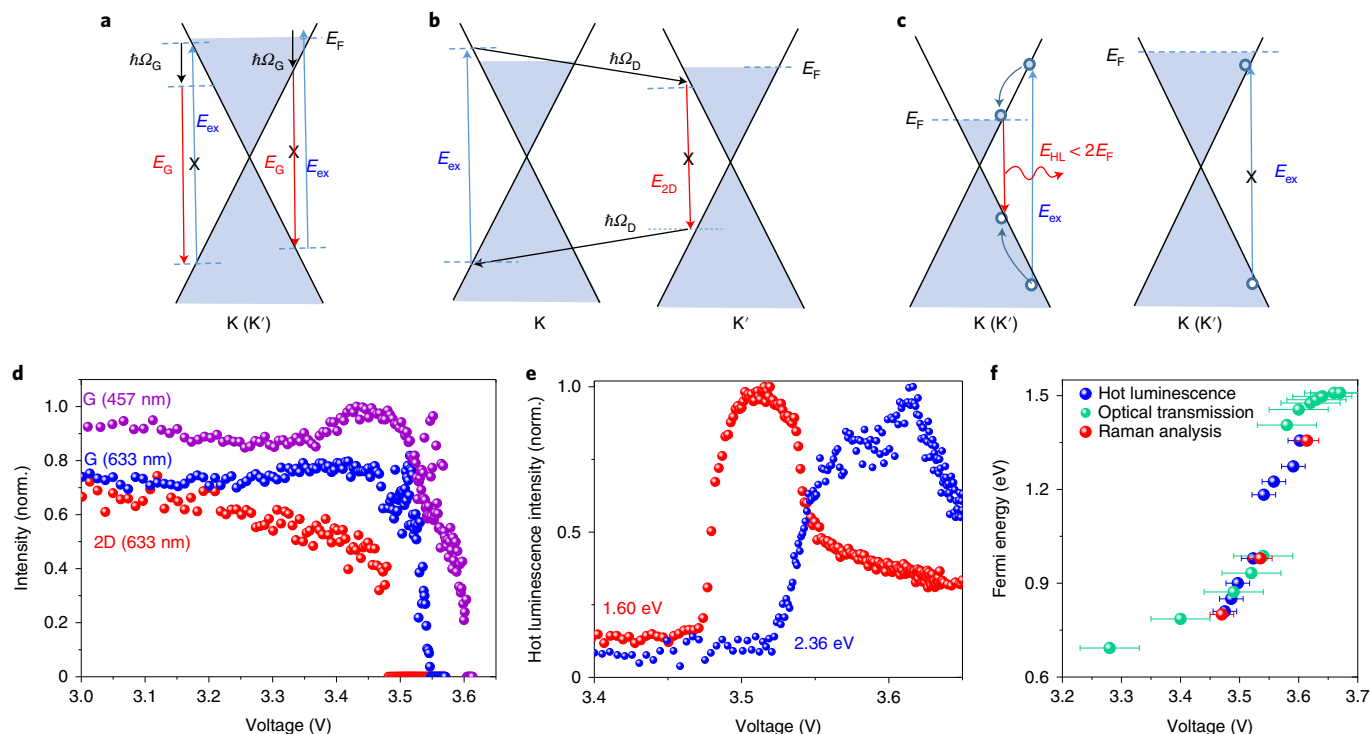 a
b
c
ħΩG
ħΩG
EF
Eex
EG
X
X
EG
Eex
K (K′)
ħΩD
EF
Eex
X
E2D
ħΩD
K
K′
EF
EHL < 2EF
Eex
K (K′)
EF
X
Eex
K (K′)
d
G (457 nm)
G (633 nm)
2D (633 nm)
Intensity (norm.)
1.0
0.8
0.6
0.4
0.2
0
3.0 3.1 3.2 3.3 3.4 3.5 3.6
Voltage (V)
e
Hot luminescence intensity (norm.)
1.0
0.5
0
1.60 eV
2.36 eV
3.4 3.5 3.6
Voltage (V)
f
Hot luminescence
Optical transmission
Raman analysis
Fermi energy (eV)
1.5
1.2
0.9
0.6
3.2 3.3 3.4 3.5 3.6 3.7
Voltage (V)